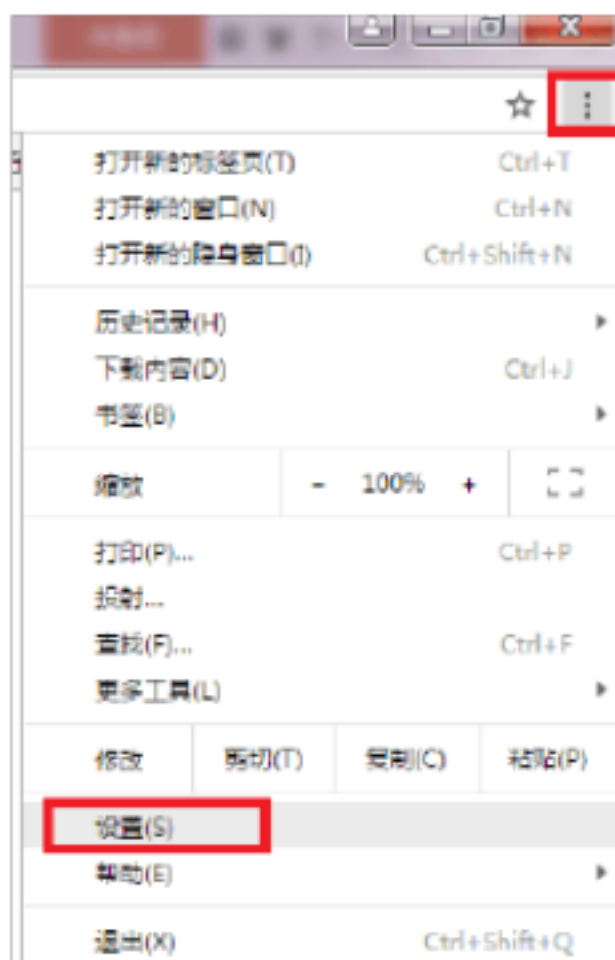 打开新的标签页(T) Ctrl+T
打开新的窗口(N) Ctrl+N
打开新的隐身窗口(I) Ctrl+Shift+N
历史记录(H)
下载内容(D) Ctrl+J
书签(B)
缩放 - 100% +
打印(P)... Ctrl+P
投射...
查找(F)... Ctrl+F
更多工具(L)
修改 剪切(T) 复制(C) 粘贴(P)
设置(S)
帮助(E)
退出(X) Ctrl+Shift+Q